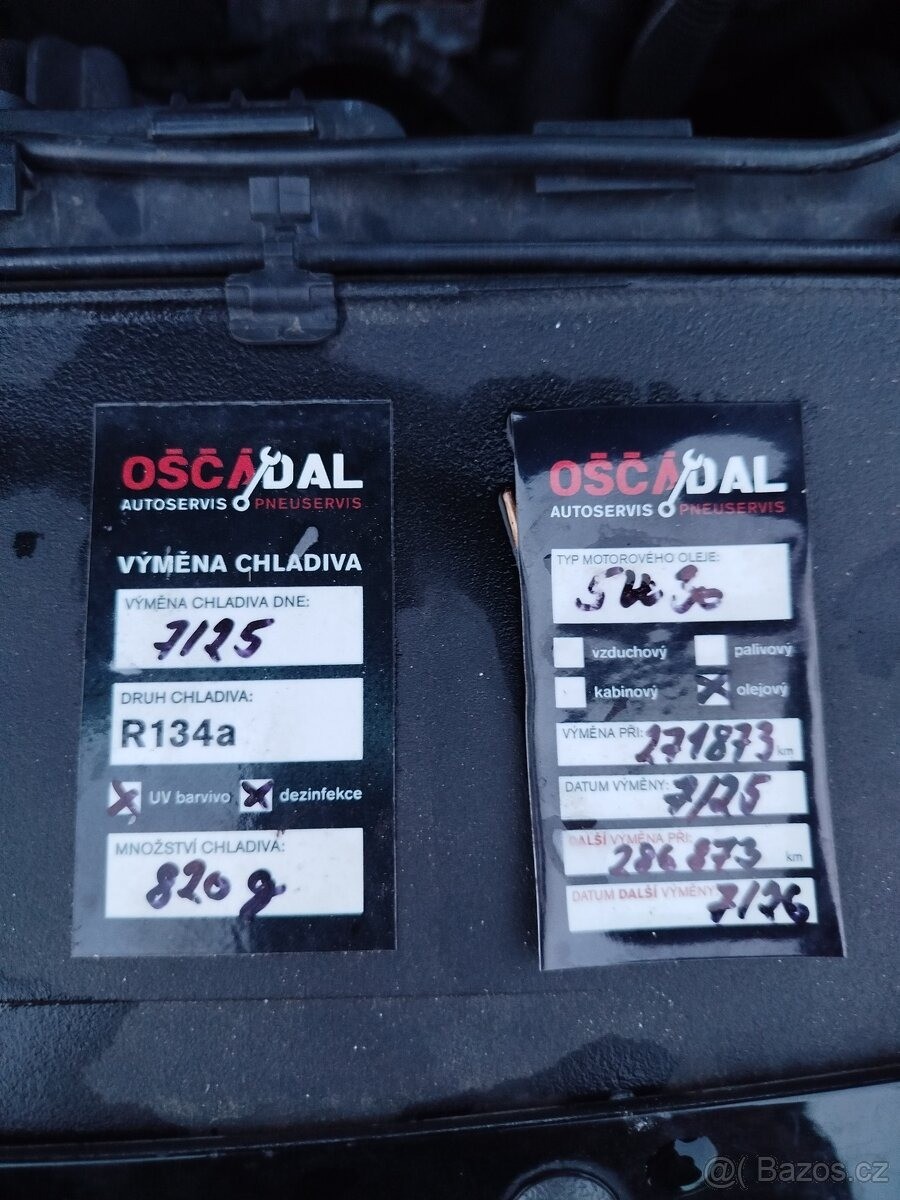 OŠČÁDAL
AUTOSERVIS PNEUSERVIS
VÝMĚNA CHLADIVA
VÝMĚNA CHLADIVA DNE:
7/25
DRUH CHLADIVA:
R134a
UV barvivo dezinfekce
MNOŽSTVÍ CHLADIVA:
820 g
OŠČÁDAL
AUTOSERVIS PNEUSERVIS
TYP MOTOROVÉHO OLEJE:
5W30
vzduchový palivový
kabinový olejový
VÝMĚNA PŘI: 271873 km
DATUM VÝMĚNY: 7/25
DALŠÍ VÝMĚNA PŘI:
286873 km
DATUM DALŠÍ VÝMĚNY
7/26
@( Bazos.cz